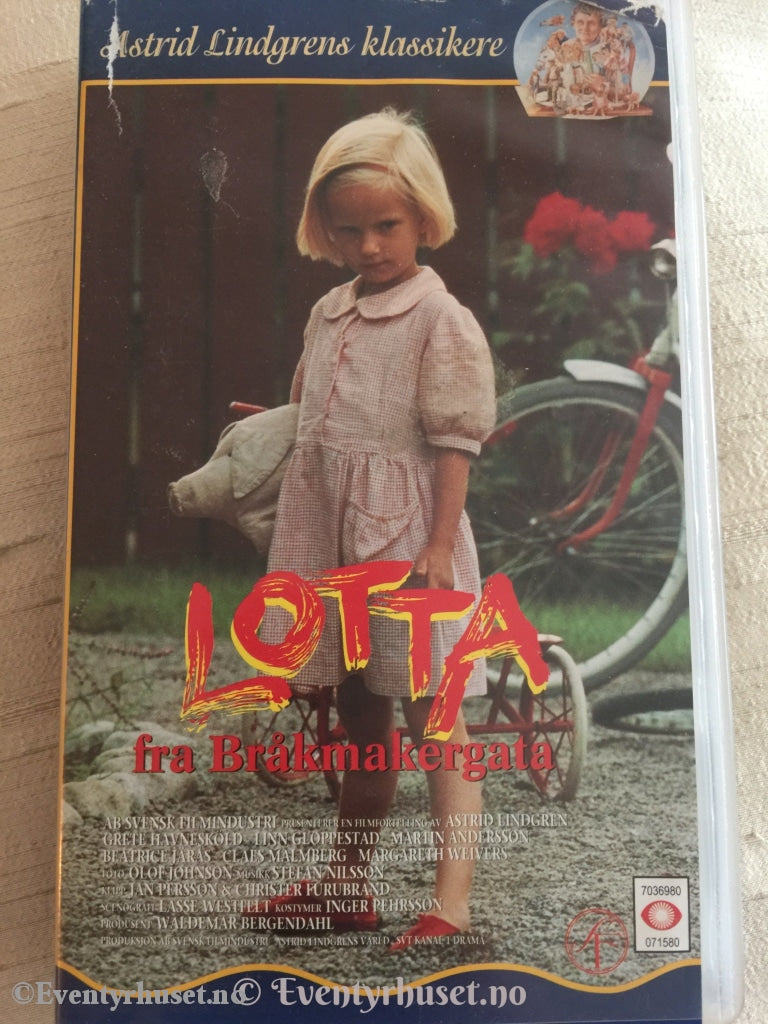 Astrid Lindgrens klassikere
LOTTA
fra Bråkmakergata
AB SVENSK FILMINDUSTRI PRESENTERER EN FILMFORTELLING AV ASTRID LINDGREN
GRETE HAVNESKÖLD LINN GLOPPESTAD MARTIN ANDERSSON
BEATRICE JÄRÅS CLAES MALMBERG MARGARETH WEIVERS
FOTO OLOF JOHNSON MUSIKK STEFAN NILSSON
KLIPP JAN PERSSON & CHRISTER FURUBRAND
SCENOGRAFI LASSE WESTFELT KOSTYMER INGER PEHRSSON
PRODUSENT WALDEMAR BERGENDAHL
PRODUKSJON AB SVENSK FILMINDUSTRI ASTRID LINDGRENS VÄRLD SVT KANAL 1 DRAMA
7036980
071580
©Eventyrhuset.no
© Eventyrhuset.no